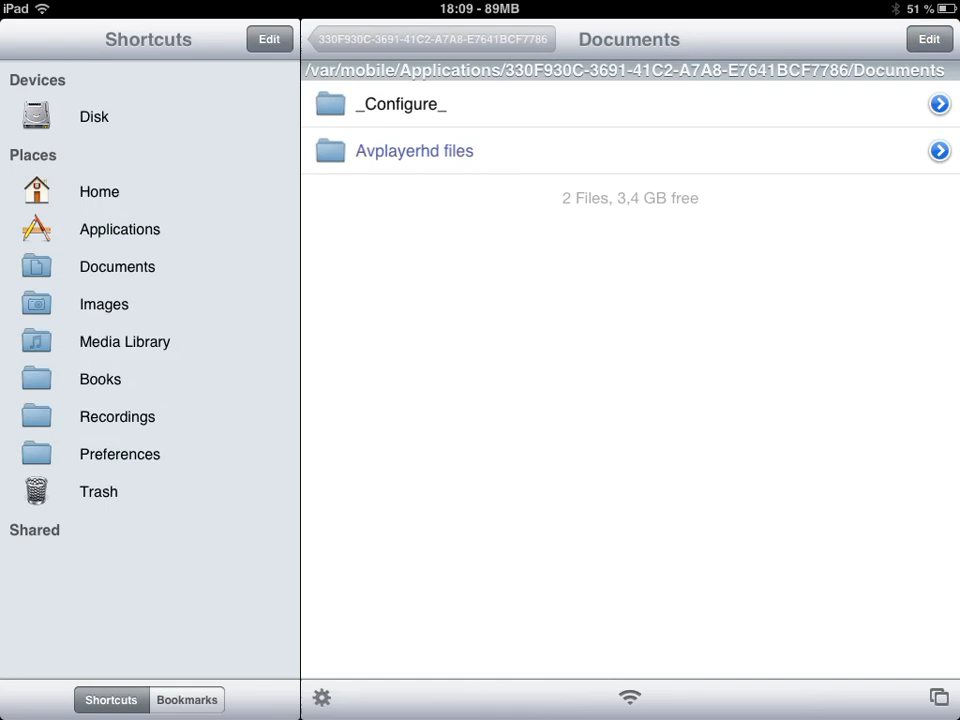 iPad
18:09 - 89MB
51 %
Shortcuts
Edit
330F930C-3691-41C2-A7A8-E7641BCF7786
Documents
Edit
/var/mobile/Applications/330F930C-3691-41C2-A7A8-E7641BCF7786/Documents
Devices
Disk
Places
Home
Applications
Documents
Images
Media Library
Books
Recordings
Preferences
Trash
Shared
_Configure_
Avplayerhd files
2 Files, 3,4 GB free
Shortcuts
Bookmarks